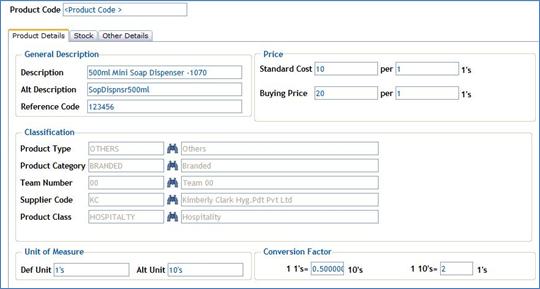 Product Code <Product Code >
Product Details Stock Other Details
General Description
Description 500ml Mini Soap Dispenser -1070
Alt Description SopDispnsr500ml
Reference Code 123456
Price
Standard Cost 10 per 1 1's
Buying Price 20 per 1 1's
Classification
Product Type OTHERS Others
Product Category BRANDED Branded
Team Number 00 Team 00
Supplier Code KC Kimberly Clark Hyg.Pdt Pvt Ltd
Product Class HOSPITALTY Hospitality
Unit of Measure
Def Unit 1's Alt Unit 10's
Conversion Factor
1 1's= 0.50000 10's 1 10's= 2 1's